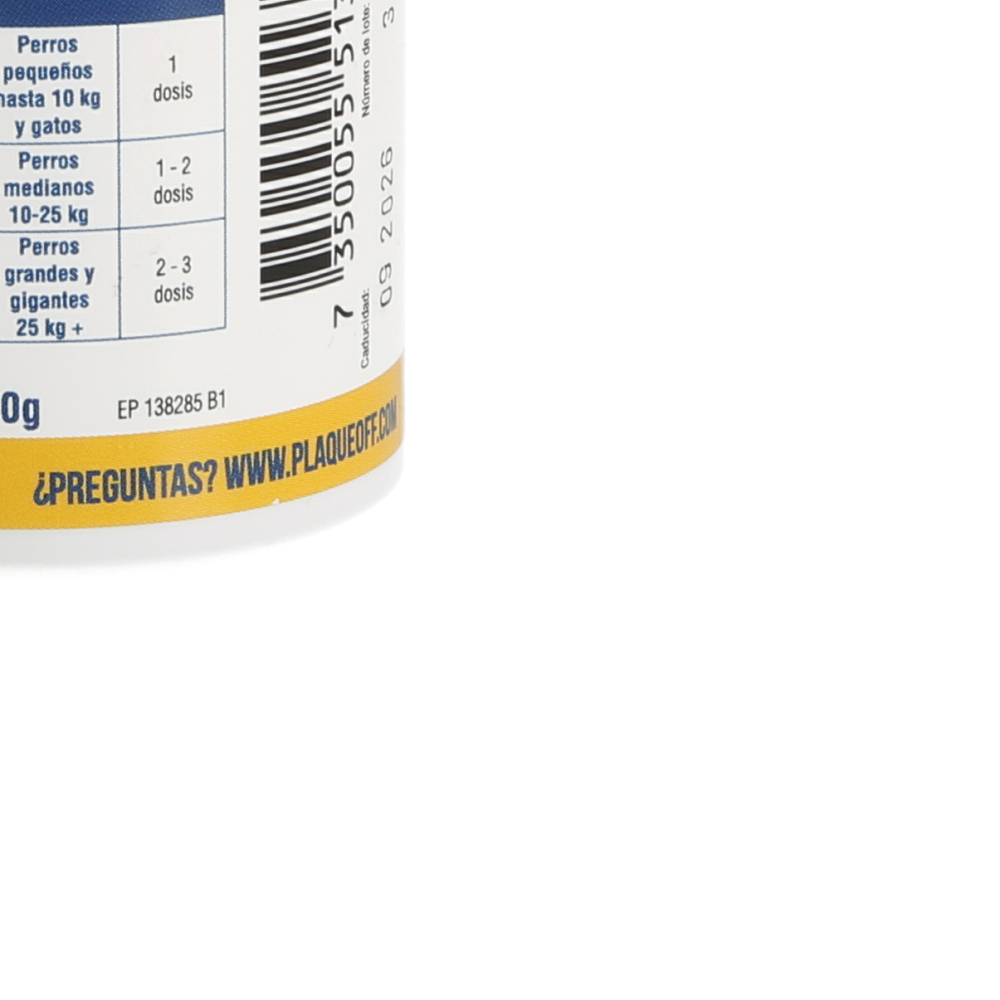 Perros
pequeños
hasta 10 kg
y gatos
1
dosis
Perros
medianos
10-25 kg
1 - 2
dosis
Perros
grandes y
gigantes
25 kg +
2 - 3
dosis
0g
EP 138285 B1
¿PREGUNTAS? WWW.PLAQUEOFF.COM
7 350055 51
Caducidad:
Número de lote:
09 2026 3